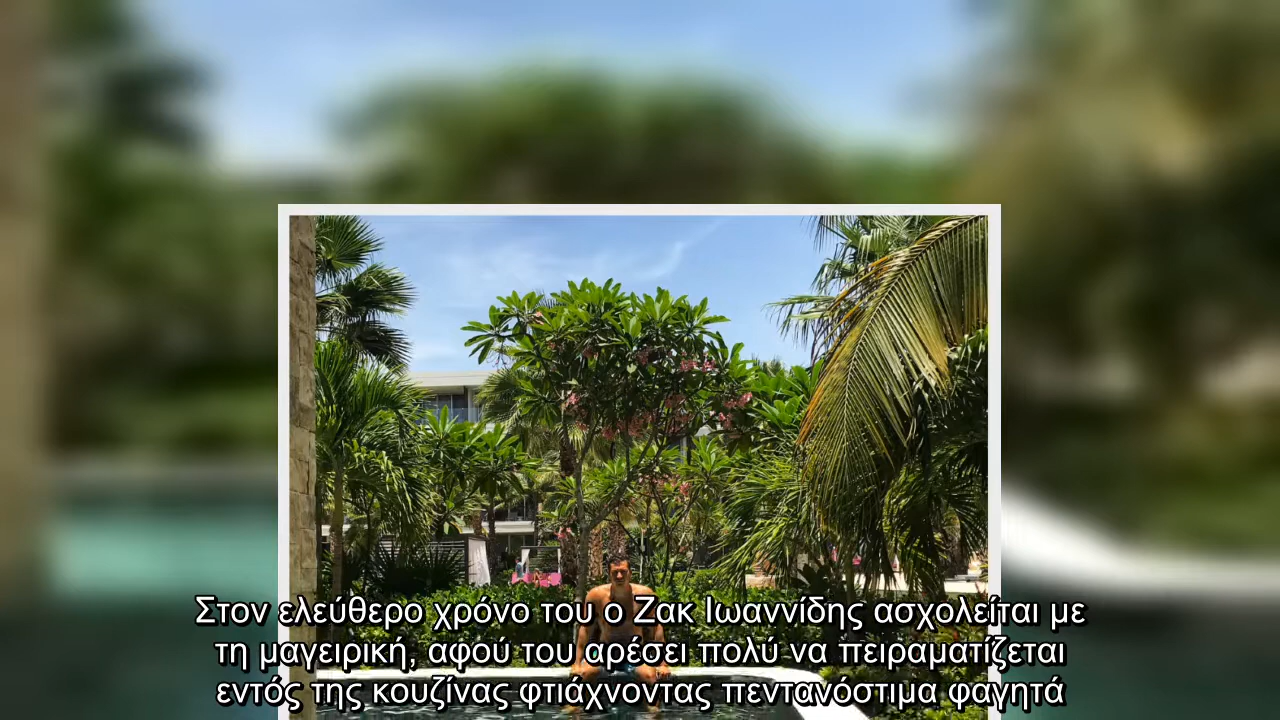 Στον ελεύθερο χρόνο του ο Ζακ Ιωαννίδης ασχολείται με
τη μαγειρική, αφού του αρέσει πολύ να πειραματίζεται
εντός της κουζίνας φτιάχνοντας πεντανόστιμα φαγητά